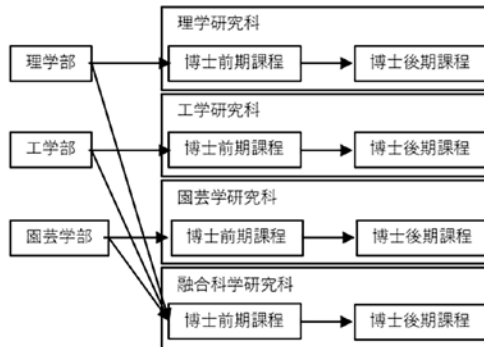 理学研究科
理学部
博士前期課程
博士後期課程
工学研究科
工学部
博士前期課程
博士後期課程
園芸学研究科
園芸学部
博士前期課程
博士後期課程
融合科学研究科
博士前期課程
博士後期課程